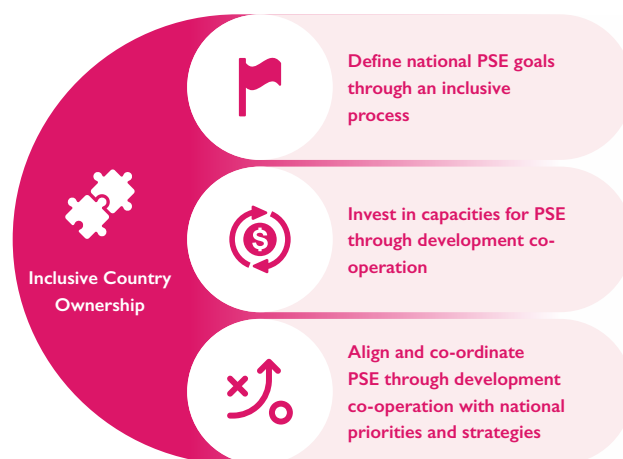 Define national PSE goals
through an inclusive
process
Inclusive Country
Ownership
$
Invest in capacities for PSE
through development co-
operation
Align and co-ordinate
PSE through development
co-operation with national
priorities and strategies